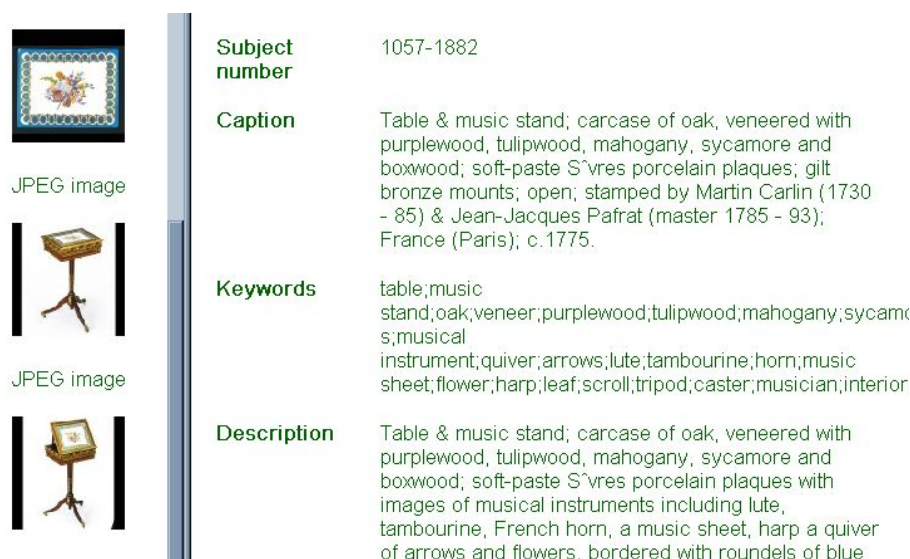 JPEG image
JPEG image
Subject
number
1057-1882
Caption
Table & music stand; carcase of oak, veneered with
purplewood, tulipwood, mahogany, sycamore and
boxwood; soft-paste S^vres porcelain plaques; gilt
bronze mounts; open; stamped by Martin Carlin (1730
- 85) & Jean-Jacques Pafrat (master 1785 - 93);
France (Paris); c.1775.
Keywords
table;music
stand;oak;veneer;purplewood;tulipwood;mahogany;sycamo
s;musical
instrument;quiver;arrows;lute;tambourine;horn;music
sheet;flower;harp;leaf;scroll;tripod;caster;musician;interior
Description
Table & music stand; carcase of oak, veneered with
purplewood, tulipwood, mahogany, sycamore and
boxwood; soft-paste S^vres porcelain plaques with
images of musical instruments including lute,
tambourine, French horn, a music sheet, harp a quiver
of arrows and flowers, bordered with roundels of blue